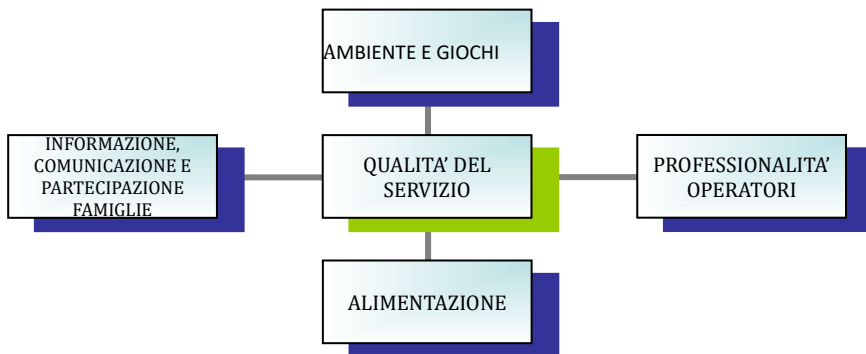 AMBIENTE E GIOCHI
INFORMAZIONE,
COMUNICAZIONE E
PARTECIPAZIONE
FAMIGLIE
QUALITA’ DEL
SERVIZIO
PROFESSIONALITA’
OPERATORI
ALIMENTAZIONE